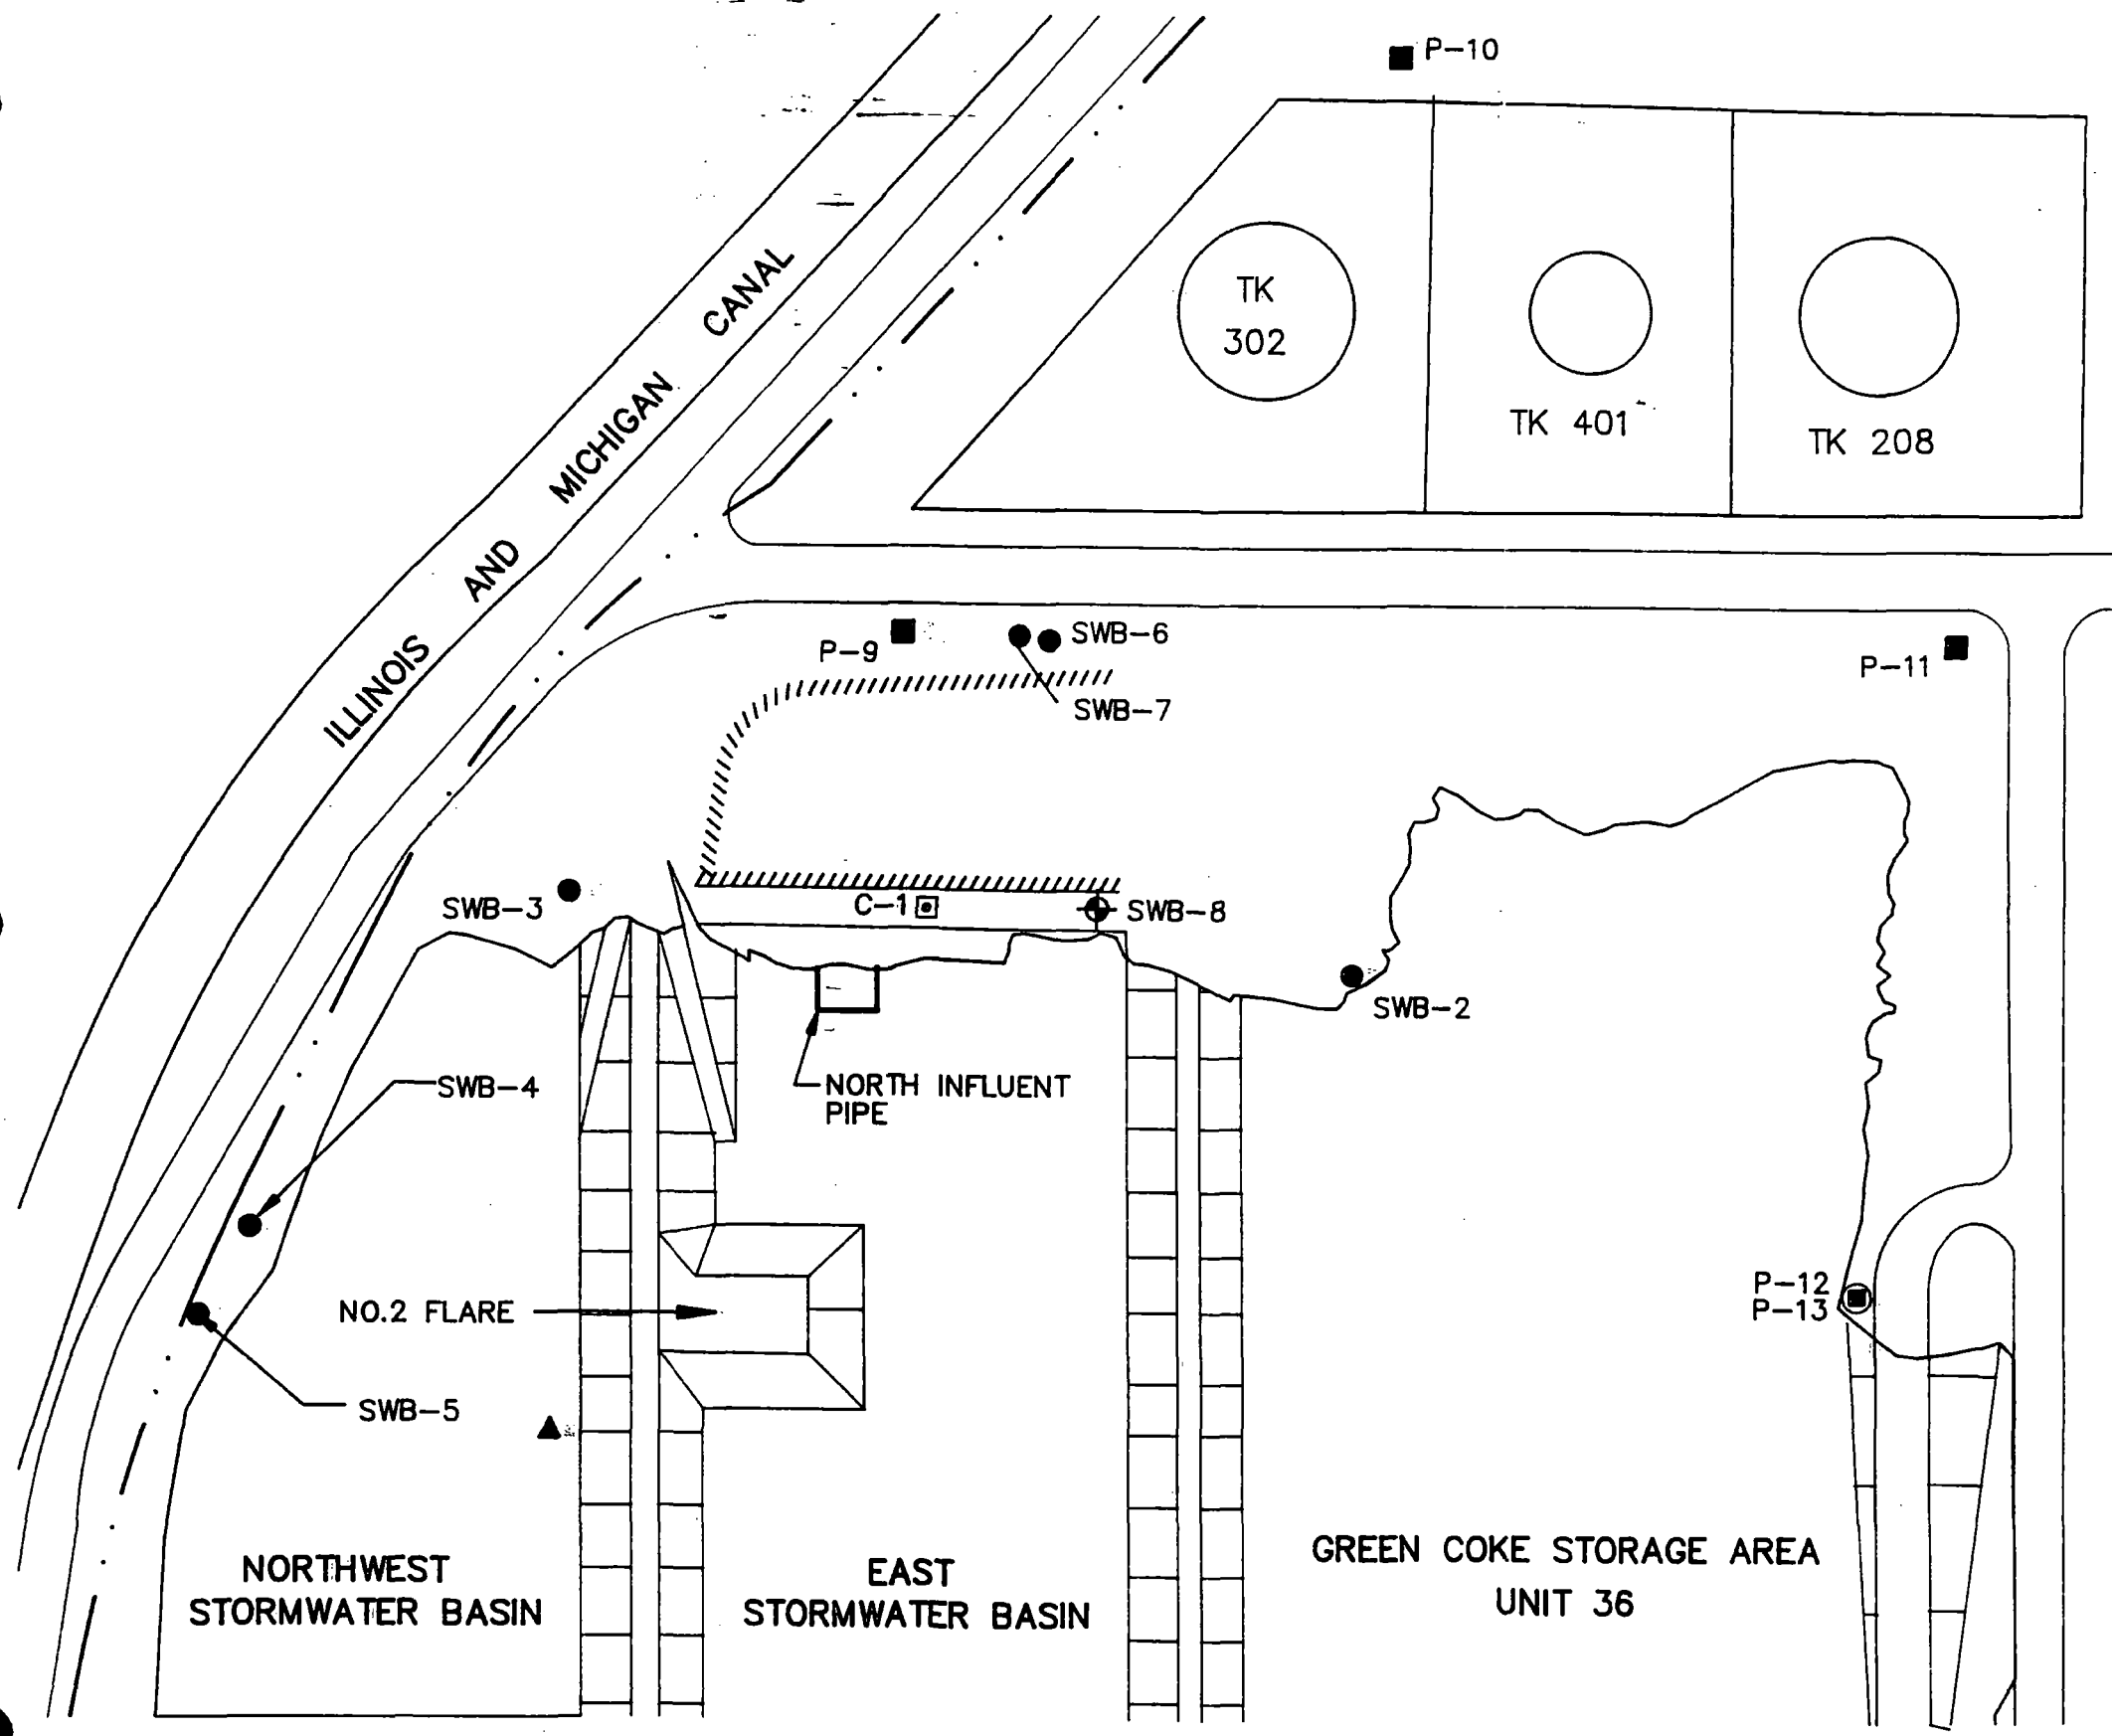 P-10
ILLINOIS AND MICHIGAN CANAL
TK
302
TK 401
TK 208
P-9
SWB-6
SWB-7
P-11
SWB-3
C-1
SWB-8
SWB-2
SWB-4
NORTH INFLUENT
PIPE
P-12
P-13
NO.2 FLARE
SWB-5
NORTHWEST
STORMWATER BASIN
EAST
STORMWATER BASIN
GREEN COKE STORAGE AREA
UNIT 36